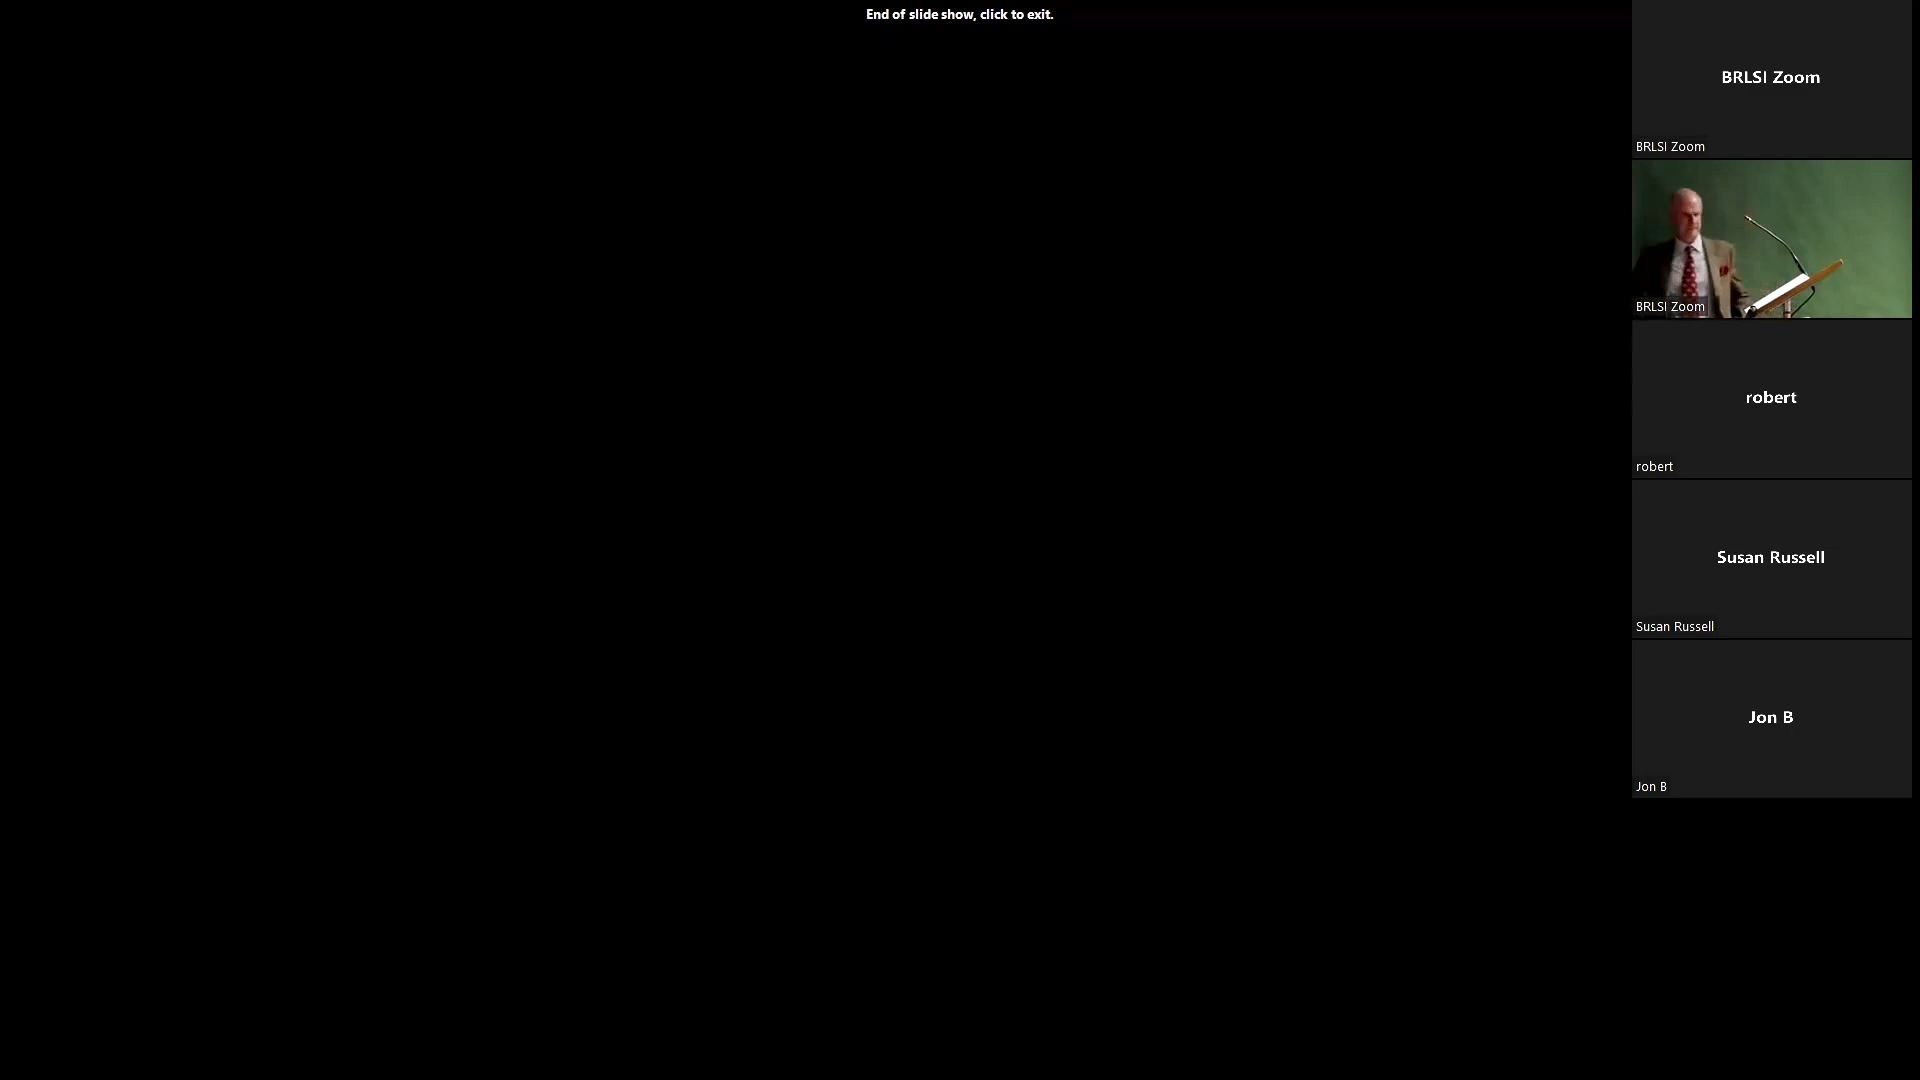 End of slide show, click to exit.
BRLSI Zoom
BRLSI Zoom
BRLSI Zoom
robert
robert
Susan Russell
Susan Russell
Jon B
Jon B